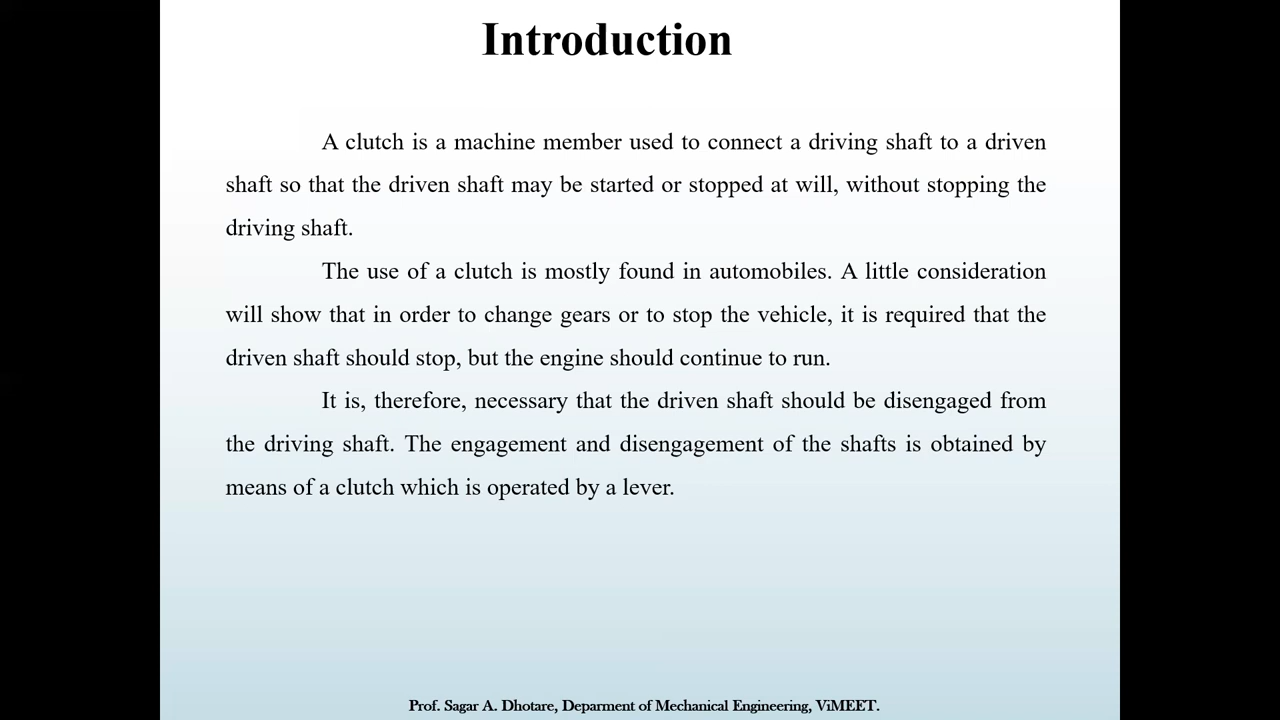 Introduction
A clutch is a machine member used to connect a driving shaft to a driven
shaft so that the driven shaft may be started or stopped at will, without stopping the
driving shaft.
The use of a clutch is mostly found in automobiles. A little consideration
will show that in order to change gears or to stop the vehicle, it is required that the
driven shaft should stop, but the engine should continue to run.
It is, therefore, necessary that the driven shaft should be disengaged from
the driving shaft. The engagement and disengagement of the shafts is obtained by
means of a clutch which is operated by a lever.
Prof. Sagar A. Dhotare, Deparment of Mechanical Engineering, ViMEET.